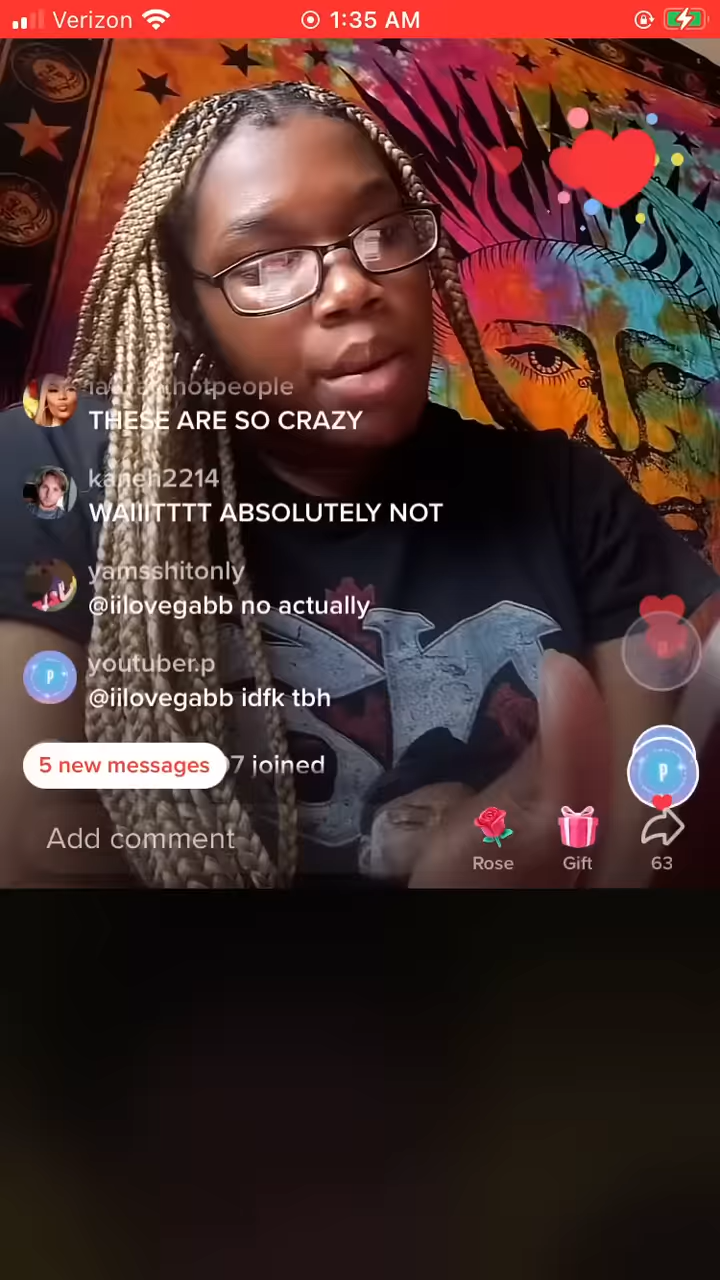 Verizon
1:35 AM
THESE ARE SO CRAZY
kaneh2214
WAIIITTTT ABSOLUTELY NOT
yamsshitonly
@iilovegabb no actually
youtuber.p
@iilovegabb idfk tbh
5 new messages
7 joined
P
P
Add comment
Rose
Gift
63